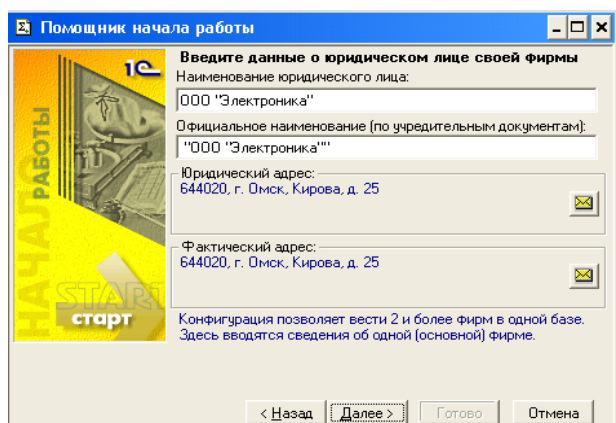 Помощник начала работы
1С
НАЧАЛО
РАБОТЫ
START
старт
Введите данные о юридическом лице своей фирмы
Наименование юридического лица:
ООО "Электроника"
Официальное наименование (по учредительным документам):
"ООО "Электроника""
Юридический адрес:
644020, г. Омск, Кирова, д. 25
Фактический адрес:
644020, г. Омск, Кирова, д. 25
Конфигурация позволяет вести 2 и более фирм в одной базе.
Здесь вводятся сведения об одной (основной) фирме.
< Назад Далее > Готово Отмена